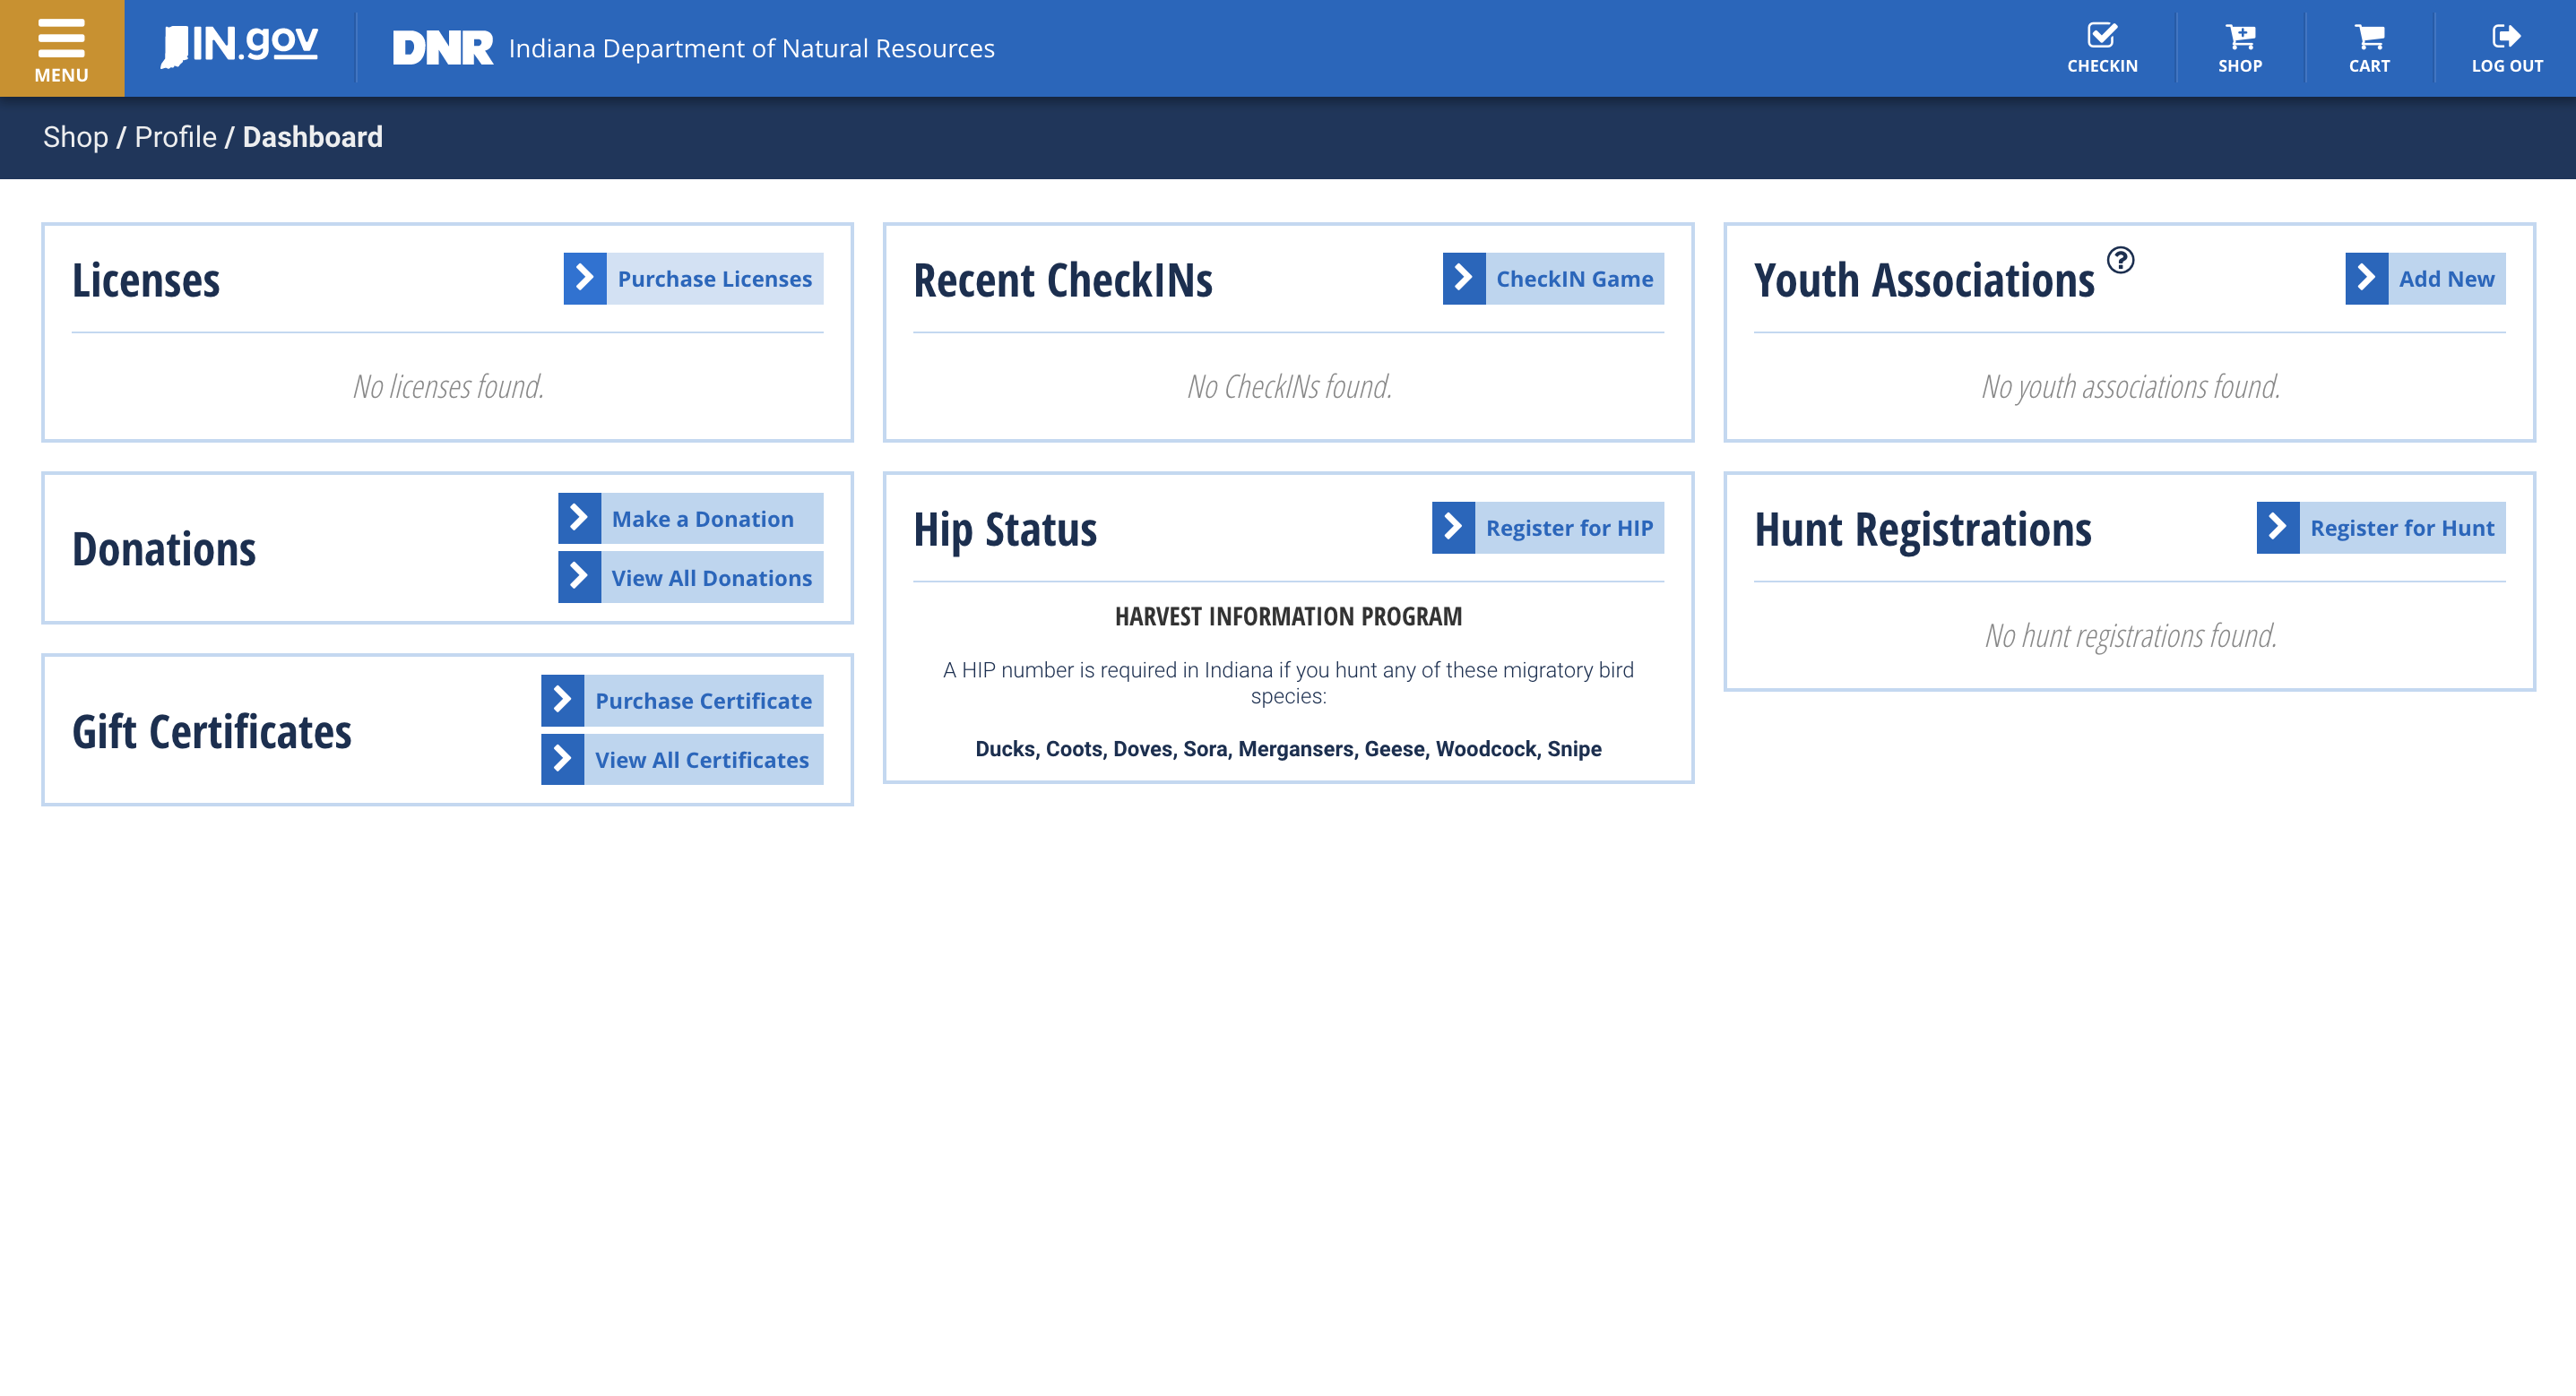 MENU
IN.gov
DNR Indiana Department of Natural Resources
CHECKIN
SHOP
CART
LOG OUT
Shop / Profile / Dashboard
Licenses
Purchase Licenses
No licenses found.
Recent CheckINs
CheckIN Game
No CheckINs found.
Youth Associations ?
Add New
No youth associations found.
Donations
Make a Donation
View All Donations
Hip Status
Register for HIP
HARVEST INFORMATION PROGRAM
A HIP number is required in Indiana if you hunt any of these migratory bird
species:
Ducks, Coots, Doves, Sora, Mergansers, Geese, Woodcock, Snipe
Hunt Registrations
Register for Hunt
No hunt registrations found.
Gift Certificates
Purchase Certificate
View All Certificates